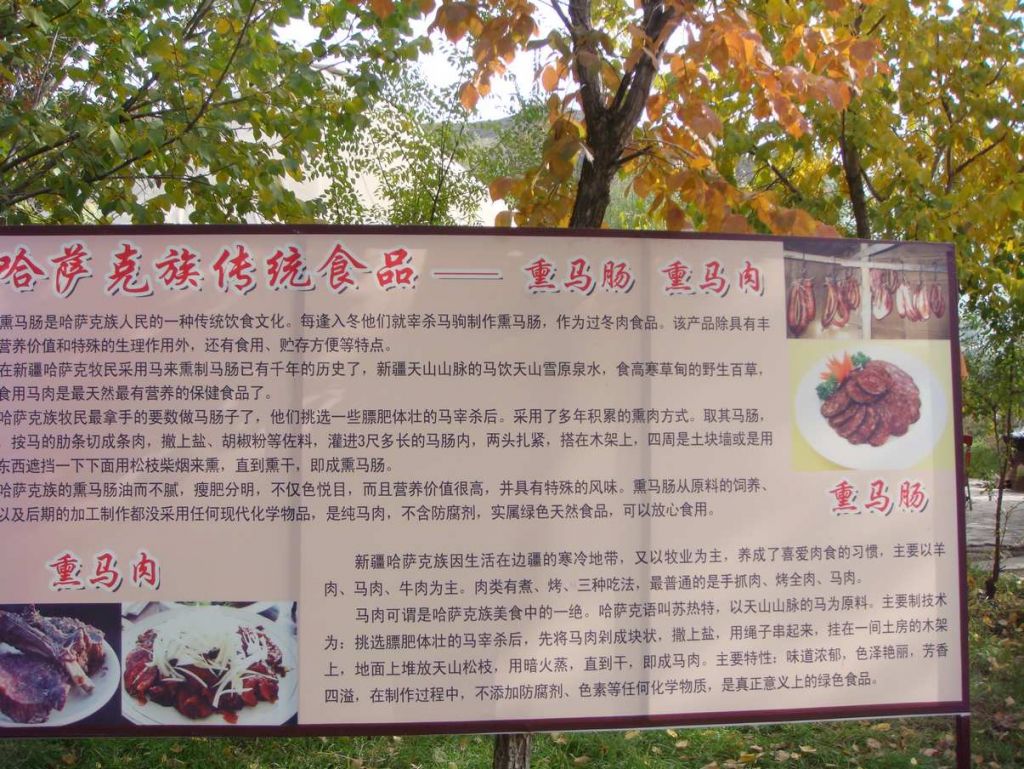 哈萨克族传统食品—— 熏马肠 熏马肉
熏马肠是哈萨克族人民的一种传统饮食文化。每逢入冬他们就宰杀马驹制作熏马肠，作为过冬肉食品。该产品除具有丰
营养价值和特殊的生理作用外，还有食用、贮存方便等特点。
在新疆哈萨克牧民采用马来熏制马肠已有千年的历史了，新疆天山山脉的马饮天山雪原泉水，食高寒草甸的野生百草，
食用马肉是最天然最有营养的保健食品了。
哈萨克族牧民最拿手的要数做马肠子了，他们挑选一些膘肥体壮的马宰杀后。采用了多年积累的熏肉方式。取其马肠，
，按马的肋条切成条肉，撒上盐、胡椒粉等佐料，灌进3尺多长的马肠内，两头扎紧，搭在木架上，四周是土块墙或是用
东西遮挡一下下面用松枝柴烟来熏，直到熏干，即成熏马肠。
哈萨克族的熏马肠油而不腻，瘦肥分明，不仅色悦目，而且营养价值很高，并具有特殊的风味。熏马肠从原料的饲养、
以及后期的加工制作都没采用任何现代化学物品，是纯马肉，不含防腐剂，实属绿色天然食品，可以放心食用。
熏马肠
熏马肉
新疆哈萨克族因生活在边疆的寒冷地带，又以牧业为主，养成了喜爱肉食的习惯，主要以羊
肉、马肉、牛肉为主。肉类有煮、烤、三种吃法，最普通的是手抓肉、烤全肉、马肉。
马肉可谓是哈萨克族美食中的一绝。哈萨克语叫苏热特，以天山山脉的马为原料。主要制技术
为：挑选膘肥体壮的马宰杀后，先将马肉剁成块状，撒上盐，用绳子串起来，挂在一间土房的木架
上，地面上堆放天山松枝，用暗火蒸，直到干，即成马肉。主要特性：味道浓郁，色泽艳丽，芳香
四溢，在制作过程中，不添加防腐剂、色素等任何化学物质，是真正意义上的绿色食品。